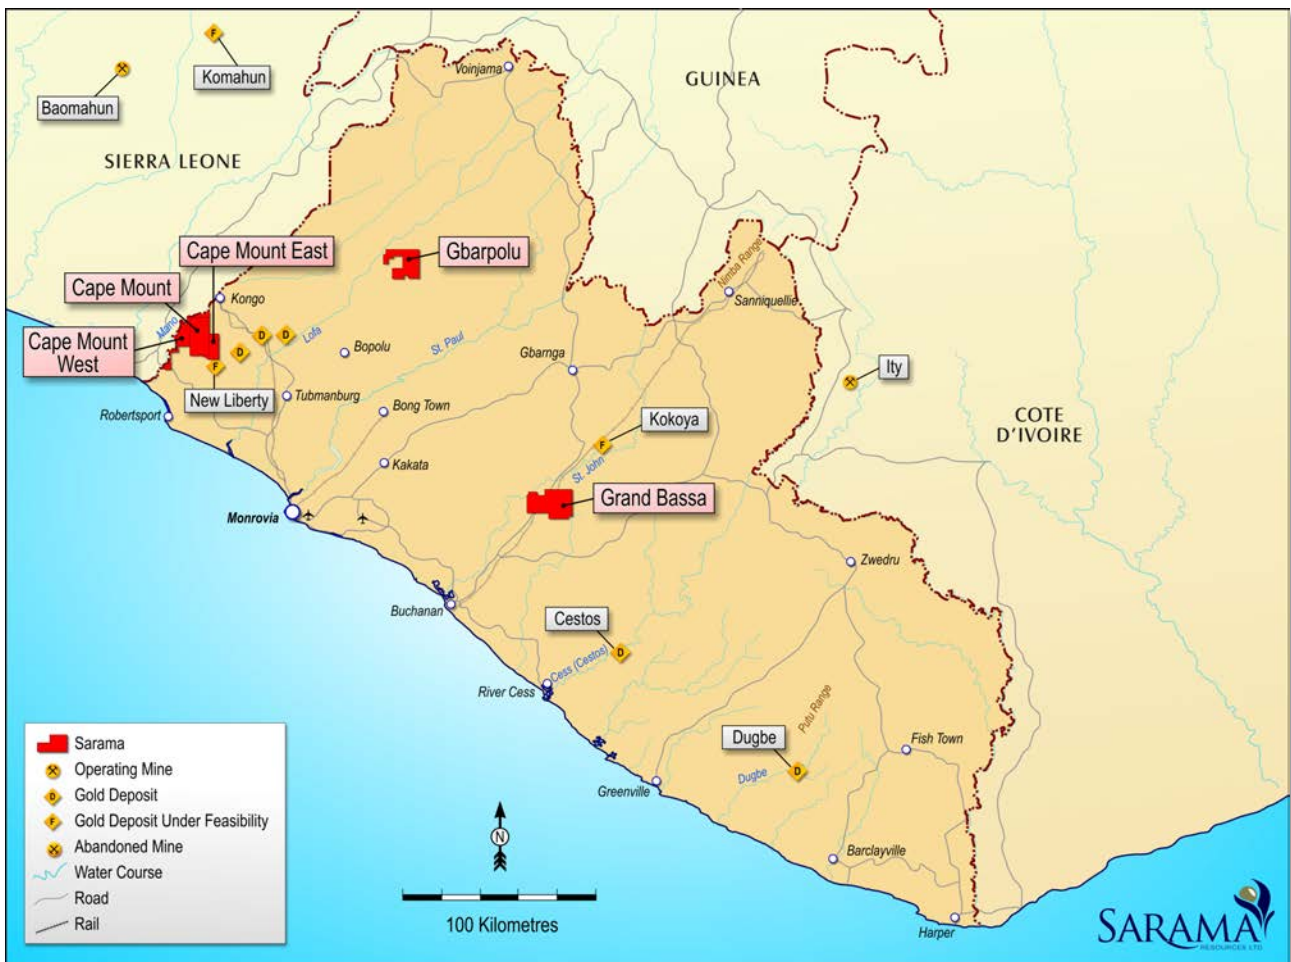 F
Komahun
Baomahun
Voinjama
GUINEA
SIERRA LEONE
Cape Mount East
Gbarpolu
Nimba Range
Cape Mount
Kongo
Sanniquellie
Mano
Lofa
St. Paul
Cape Mount
West
D
D
D
Bopolu
Gbarnga
F
New Liberty
Ity
Tubmanburg
Robertsport
Bong Town
Kokoya
COTE
D'IVOIRE
F
Kakata
St. John
Grand Bassa
Monrovia
Zwedru
Buchanan
Cestos
D
Cess (Cestos)
River Cess
Putu Range
Dugbe
Fish Town
D
Dugbe
Greenville
Barclayville
Harper
Sarama
Operating Mine
D
Gold Deposit
F
Gold Deposit Under Feasibility
Abandoned Mine
Water Course
Road
Rail
N
100 Kilometres
SARAMA
RESOURCES LTD